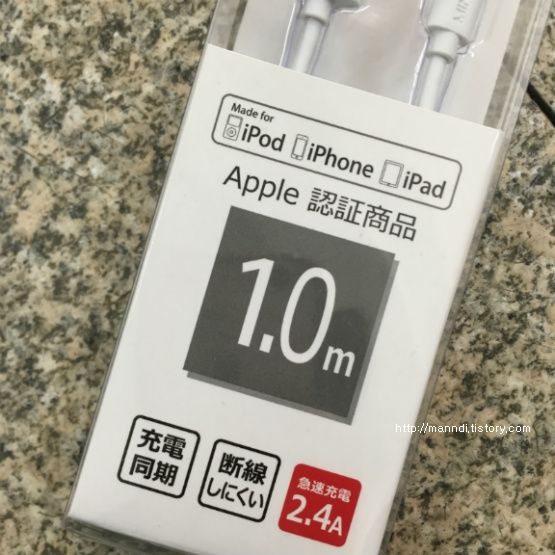 MIN
Made for
iPod iPhone iPad
Apple 認証商品
1.0m
http://manndi.tistory.com
充電
同期
断線
しにくい
急速充電
2.4A